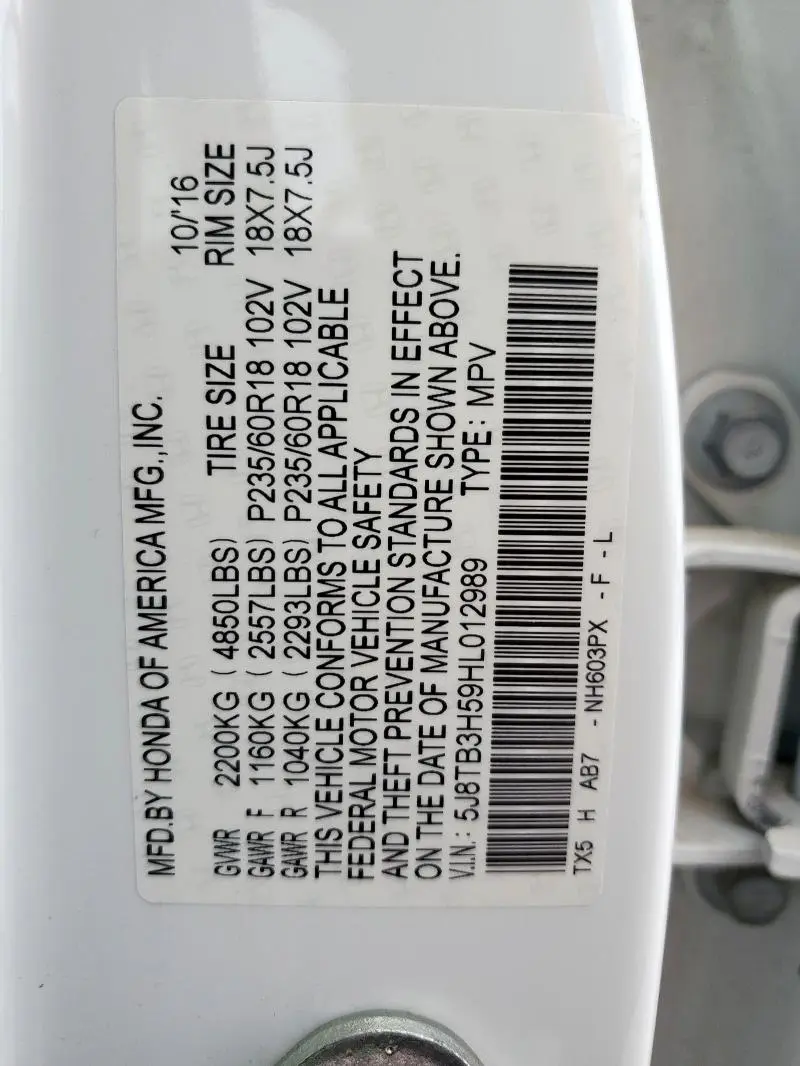 MFD.BY HONDA OF AMERICA MFG.,INC. 10/'16
GVWR 2200KG ( 4850LBS) TIRE SIZE RIM SIZE
GAWR F 1160KG ( 2557LBS) P235/60R18 102V 18X7.5J
GAWR R 1040KG ( 2293LBS) P235/60R18 102V 18X7.5J
THIS VEHICLE CONFORMS TO ALL APPLICABLE
FEDERAL MOTOR VEHICLE SAFETY
AND THEFT PREVENTION STANDARDS IN EFFECT
ON THE DATE OF MANUFACTURE SHOWN ABOVE.
V.I.N.: 5J8TB3H59HL012989 TYPE: MPV
TX5 H AB7 - NH603PX - F - L